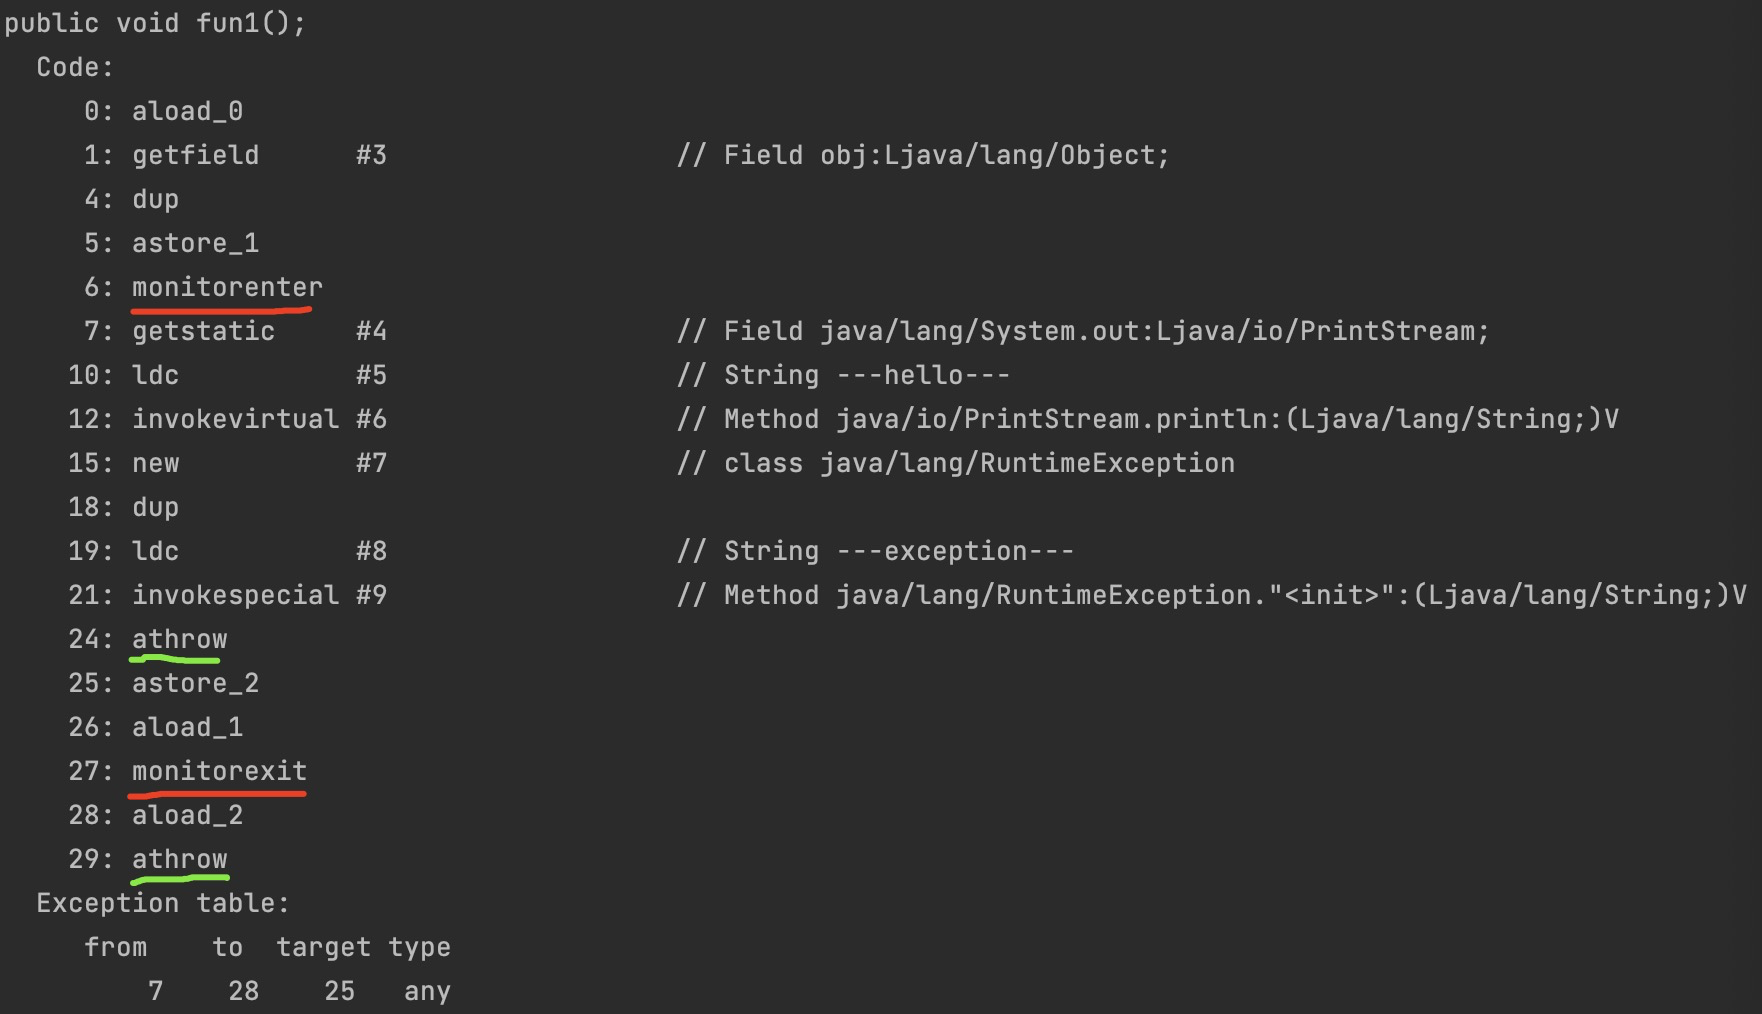 public void fun1();
Code:
0: aload_0
1: getfield #3 // Field obj:Ljava/lang/Object;
4: dup
5: astore_1
6: monitorenter
7: getstatic #4 // Field java/lang/System.out:Ljava/io/PrintStream;
10: ldc #5 // String ---hello---
12: invokevirtual #6 // Method java/io/PrintStream.println:(Ljava/lang/String;)V
15: new #7 // class java/lang/RuntimeException
18: dup
19: ldc #8 // String ---exception---
21: invokespecial #9 // Method java/lang/RuntimeException."<init>":(Ljava/lang/String;)V
24: athrow
25: astore_2
26: aload_1
27: monitorexit
28: aload_2
29: athrow
Exception table:
from to target type
7 28 25 any